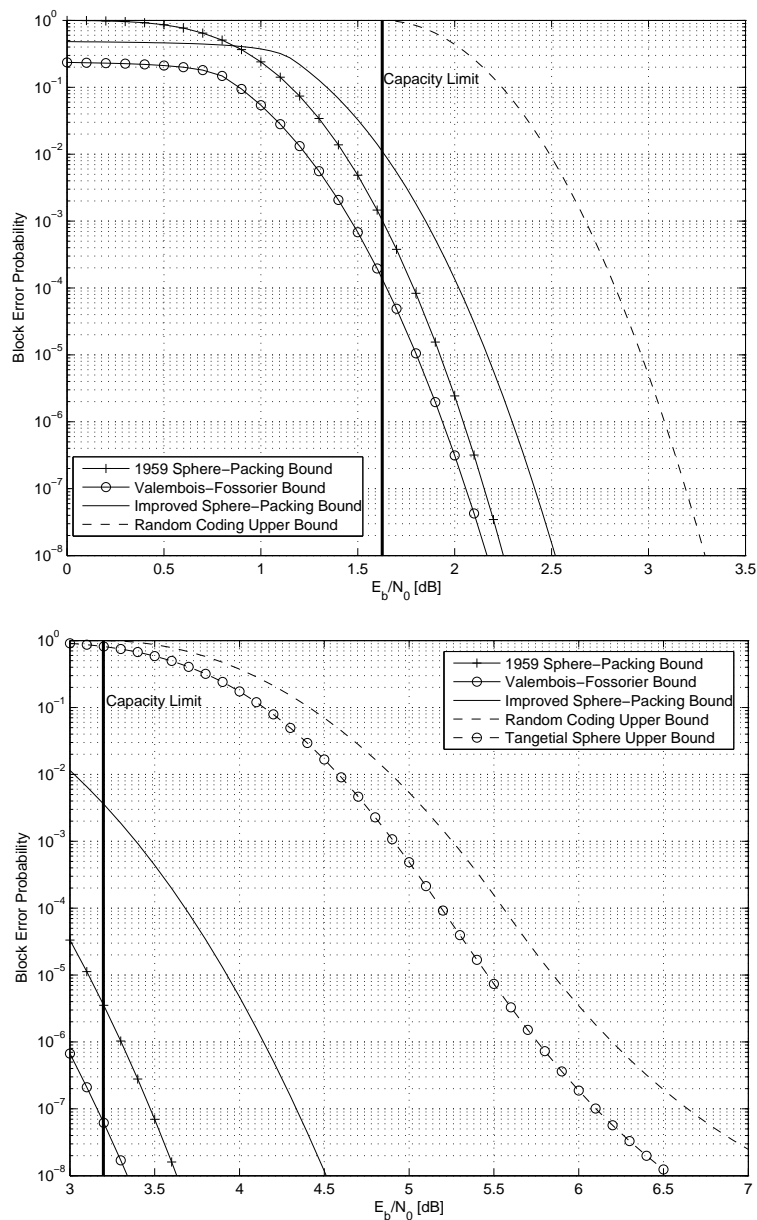 10^0
10^-1
10^-2
10^-3
10^-4
10^-5
10^-6
10^-7
10^-8
Block Error Probability
Capacity Limit
1959 Sphere−Packing Bound
Valembois−Fossorier Bound
Improved Sphere−Packing Bound
Random Coding Upper Bound
0 0.5 1 1.5 2 2.5 3 3.5
E_b/N_0 [dB]
10^0
10^-1
10^-2
10^-3
10^-4
10^-5
10^-6
10^-7
10^-8
Block Error Probability
Capacity Limit
1959 Sphere−Packing Bound
Valembois−Fossorier Bound
Improved Sphere−Packing Bound
Random Coding Upper Bound
Tangetial Sphere Upper Bound
3 3.5 4 4.5 5 5.5 6 6.5 7
E_b/N_0 [dB]